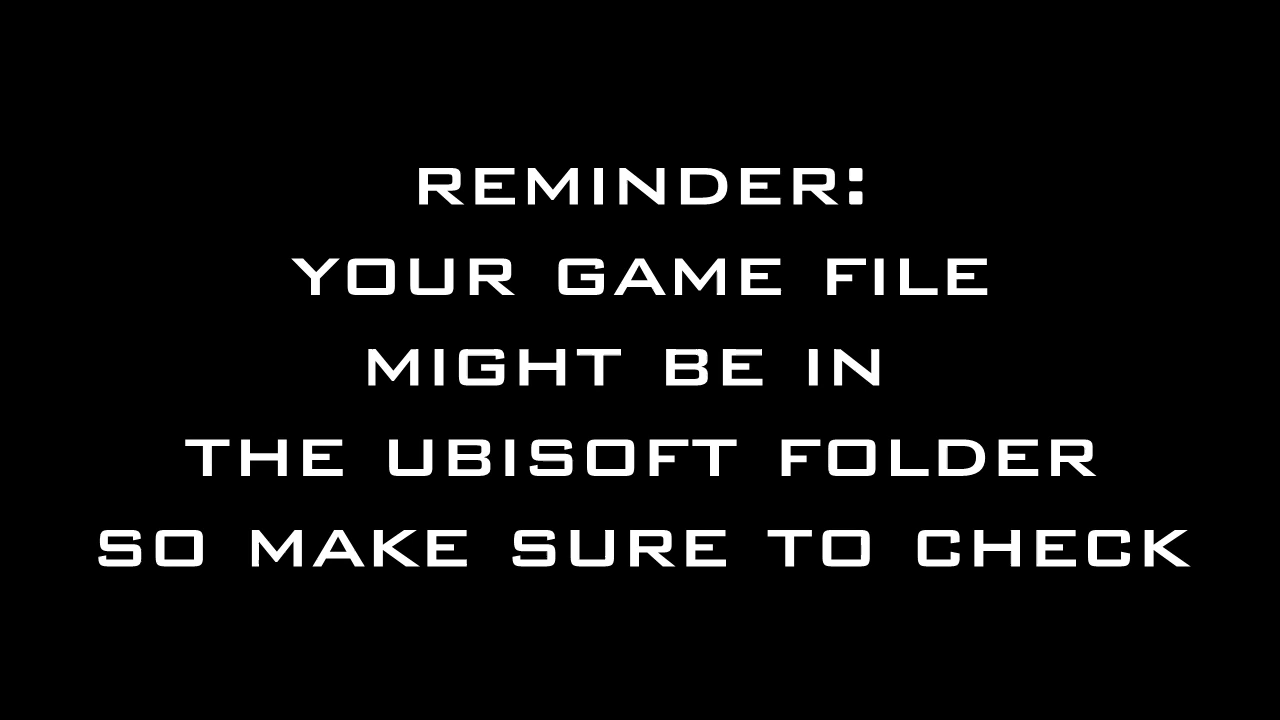 REMINDER:
YOUR GAME FILE
MIGHT BE IN
THE UBISOFT FOLDER
SO MAKE SURE TO CHECK